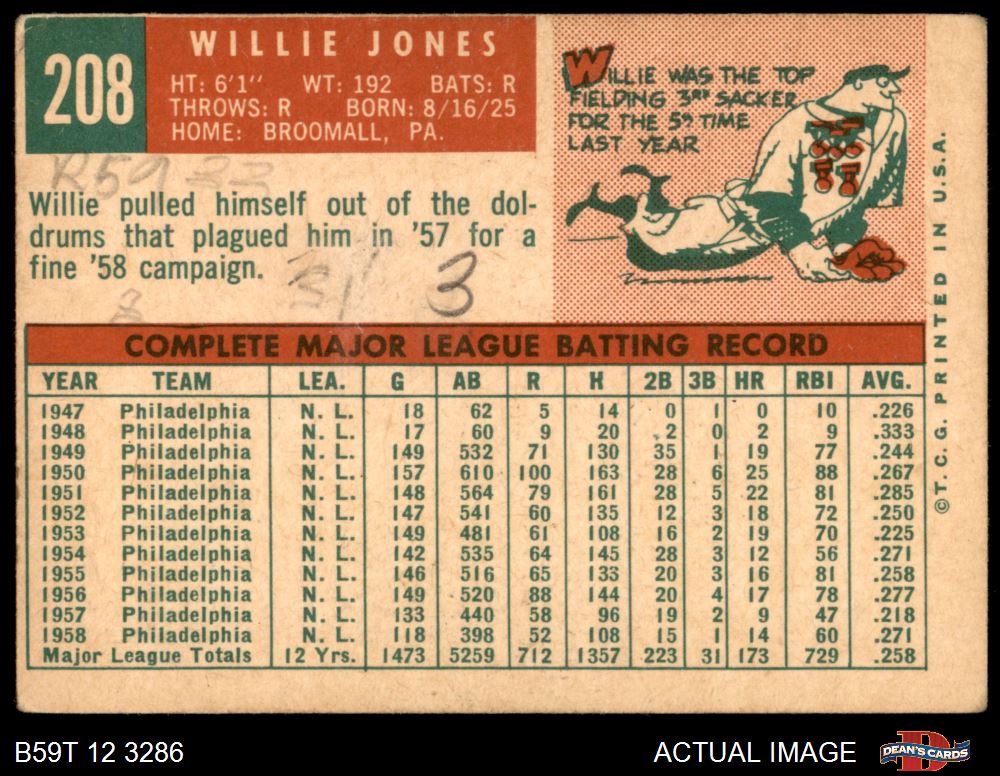 208
WILLIE JONES
HT: 6'1" WT: 192 BATS: R
THROWS: R BORN: 8/16/25
HOME: BROOMALL, PA.
WILLIE WAS THE TOP
FIELDING 3RD SACKER
FOR THE 5TH TIME
LAST YEAR
R59 33
Willie pulled himself out of the dol-
drums that plagued him in '57 for a
fine '58 campaign.
3
COMPLETE MAJOR LEAGUE BATTING RECORD
YEAR TEAM LEA. G AB R H 2B 3B HR RBI AVG.
1947 Philadelphia N. L. 18 62 5 14 0 1 0 10 .226
1948 Philadelphia N. L. 17 60 9 20 2 0 2 9 .333
1949 Philadelphia N. L. 149 532 71 130 35 1 19 77 .244
1950 Philadelphia N. L. 157 610 100 163 28 6 25 88 .267
1951 Philadelphia N. L. 148 564 79 161 28 5 22 81 .285
1952 Philadelphia N. L. 147 541 60 135 12 3 18 72 .250
1953 Philadelphia N. L. 149 481 61 108 16 2 19 70 .225
1954 Philadelphia N. L. 142 535 64 145 28 3 12 56 .271
1955 Philadelphia N. L. 146 516 65 133 20 3 16 81 .258
1956 Philadelphia N. L. 149 520 88 144 20 4 17 78 .277
1957 Philadelphia N. L. 133 440 58 96 19 2 9 47 .218
1958 Philadelphia N. L. 118 398 52 108 15 1 14 60 .271
Major League Totals 12 Yrs. 1473 5259 712 1357 223 31 173 729 .258
© T. C. G. PRINTED IN U.S.A.
B59T 12 3286
ACTUAL IMAGE
DEAN'S CARDS